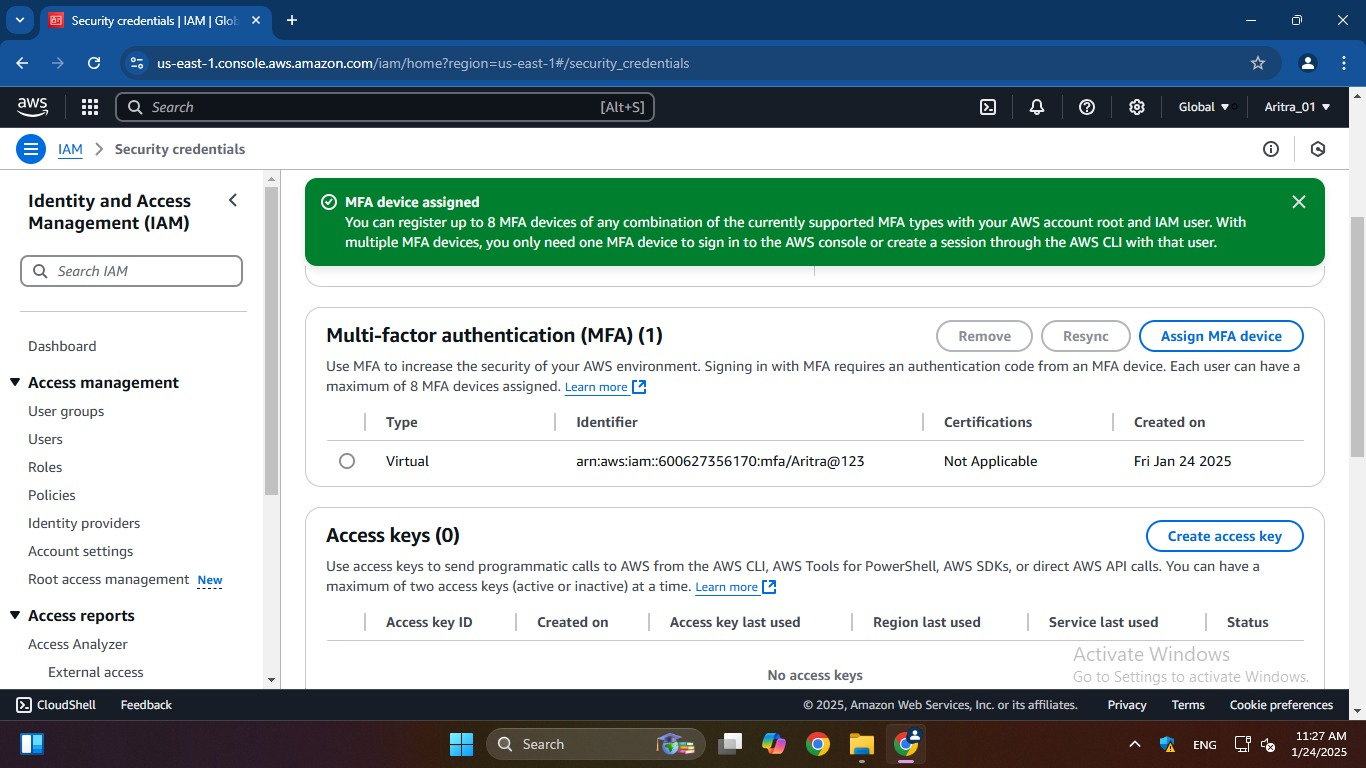 Security credentials | IAM | Glob
us-east-1.console.aws.amazon.com/iam/home?region=us-east-1#/security_credentials
aws
Search [Alt+S]
Global
Aritra_01
IAM > Security credentials
Identity and Access
Management (IAM)
Search IAM
Dashboard
Access management
User groups
Users
Roles
Policies
Identity providers
Account settings
Root access management New
Access reports
Access Analyzer
External access
MFA device assigned
You can register up to 8 MFA devices of any combination of the currently supported MFA types with your AWS account root and IAM user. With
multiple MFA devices, you only need one MFA device to sign in to the AWS console or create a session through the AWS CLI with that user.
Multi-factor authentication (MFA) (1)
Remove
Resync
Assign MFA device
Use MFA to increase the security of your AWS environment. Signing in with MFA requires an authentication code from an MFA device. Each user can have a
maximum of 8 MFA devices assigned. Learn more
Type Identifier Certifications Created on
Virtual arn:aws:iam::600627356170:mfa/Aritra@123 Not Applicable Fri Jan 24 2025
Access keys (0)
Create access key
Use access keys to send programmatic calls to AWS from the AWS CLI, AWS Tools for PowerShell, AWS SDKs, or direct AWS API calls. You can have a
maximum of two access keys (active or inactive) at a time. Learn more
Access key ID Created on Access key last used Region last used Service last used Status
No access keys
Activate Windows
Go to Settings to activate Windows.
CloudShell Feedback © 2025, Amazon Web Services, Inc. or its affiliates. Privacy Terms Cookie preferences
Search
ENG
11:27 AM
1/24/2025